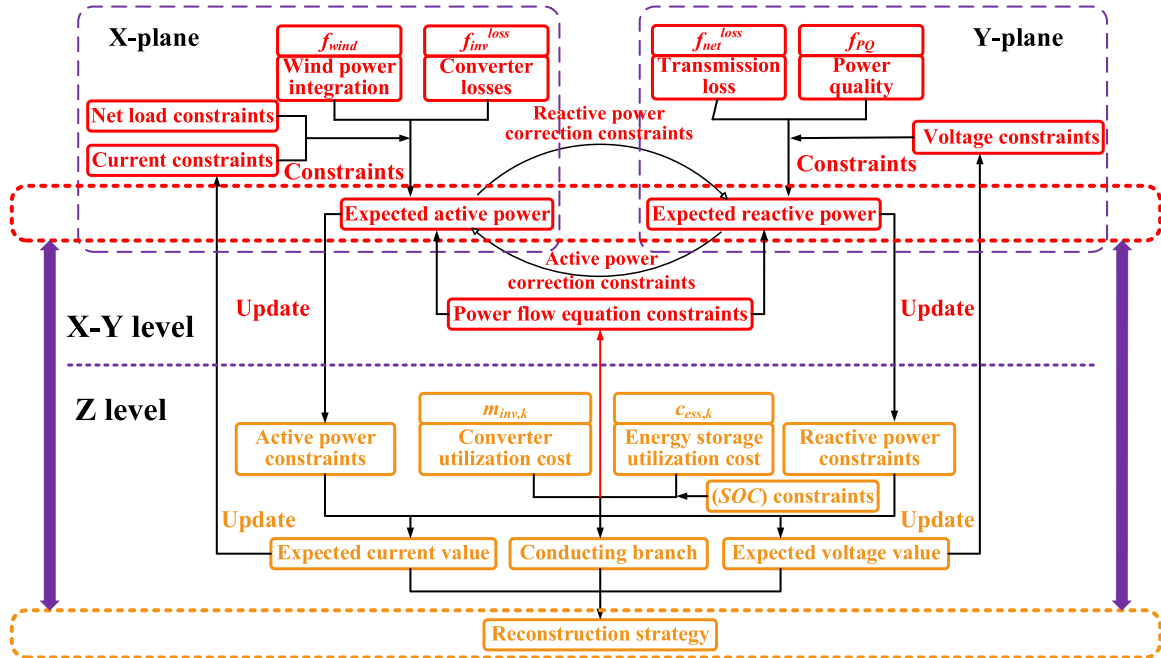 X-plane
f_wind
Wind power
integration
f_inv^loss
Converter
losses
f_net^loss
Transmission
loss
f_PQ
Power
quality
Y-plane
Net load constraints
Current constraints
Reactive power
correction constraints
Voltage constraints
Constraints
Constraints
Expected active power
Expected reactive power
Active power
correction constraints
Update
Power flow equation constraints
Update
X-Y level
Z level
m_inv,k
Converter
utilization cost
c_ess,k
Energy storage
utilization cost
Active power
constraints
Reactive power
constraints
(SOC) constraints
Update
Update
Expected current value
Conducting branch
Expected voltage value
Reconstruction strategy